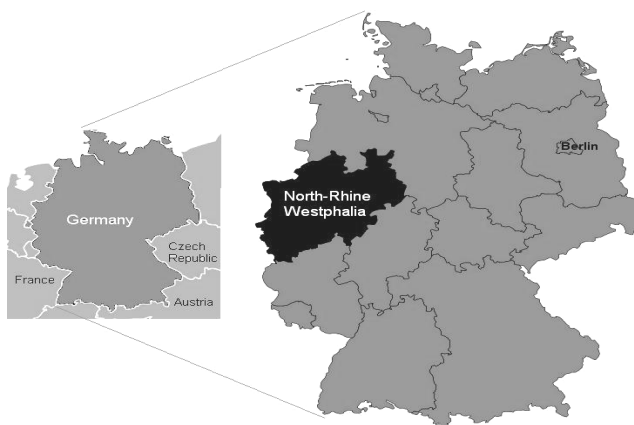 Germany
Czech
Republic
France
Austria
Berlin
North-Rhine
Westphalia